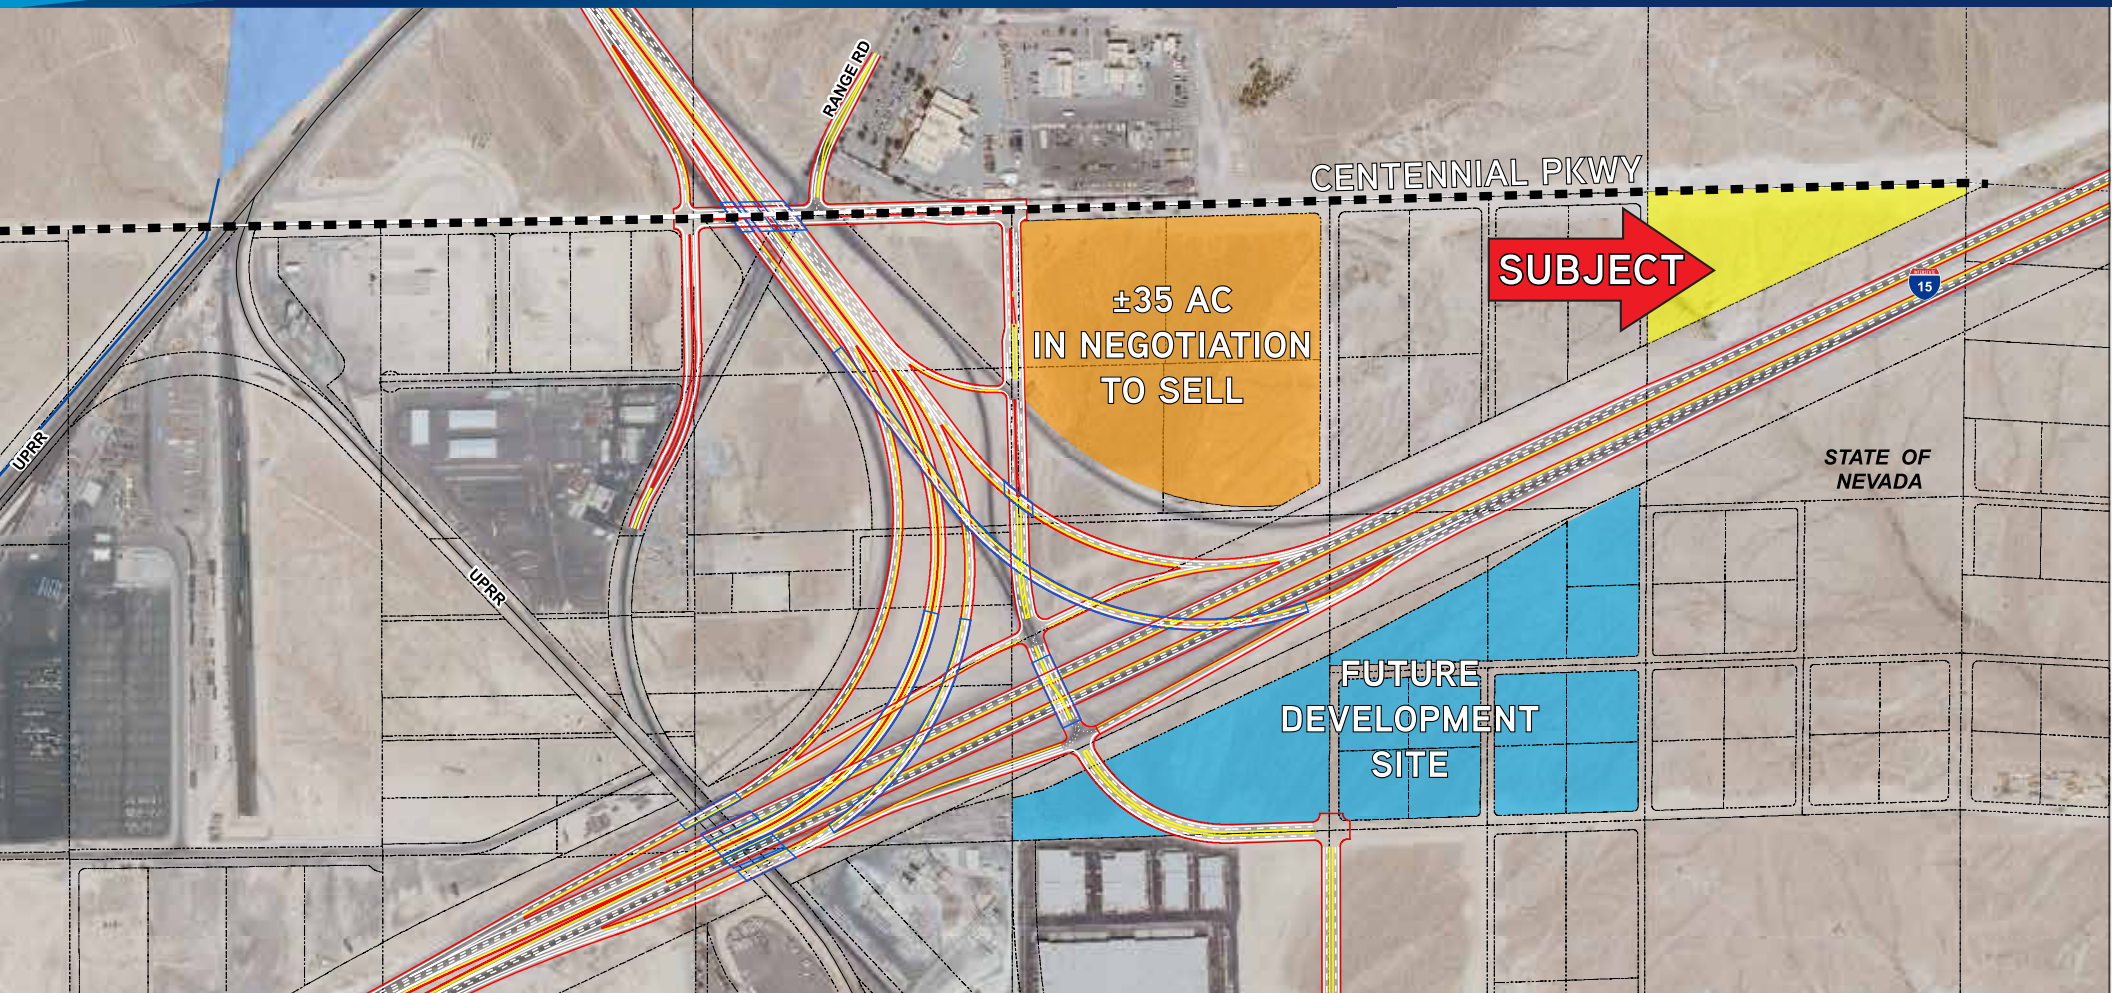 RANGE RD
CENTENNIAL PKWY
SUBJECT
15
±35 AC
IN NEGOTIATION
TO SELL
UPRR
STATE OF
NEVADA
UPRR
FUTURE
DEVELOPMENT
SITE